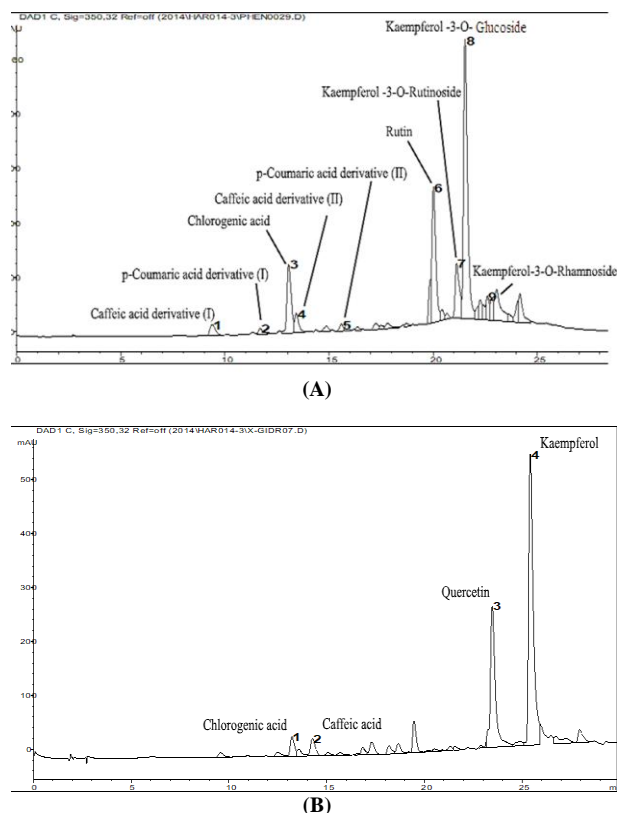 DAD1 C, Sig=350,32 Ref=off (2014\HAR014-3\PHEN0029.D)
Kaempferol -3-O- Glucoside
8
Kaempferol -3-O-Rutinoside
Rutin
6
p-Coumaric acid derivative (II)
Caffeic acid derivative (II)
Chlorogenic acid
3
7
Kaempferol-3-O-Rhamnoside
p-Coumaric acid derivative (I)
9
Caffeic acid derivative (I)
4
1
2
5
5 10 15 20 25
(A)
DAD1 C, Sig=350,32 Ref=off (2014\HAR014-3\X-GIDR07.D)
mAU
Kaempferol
4
500
400
300
Quercetin
3
200
100
Chlorogenic acid
1
Caffeic acid
2
0
0 5 10 15 20 25 m
(B)